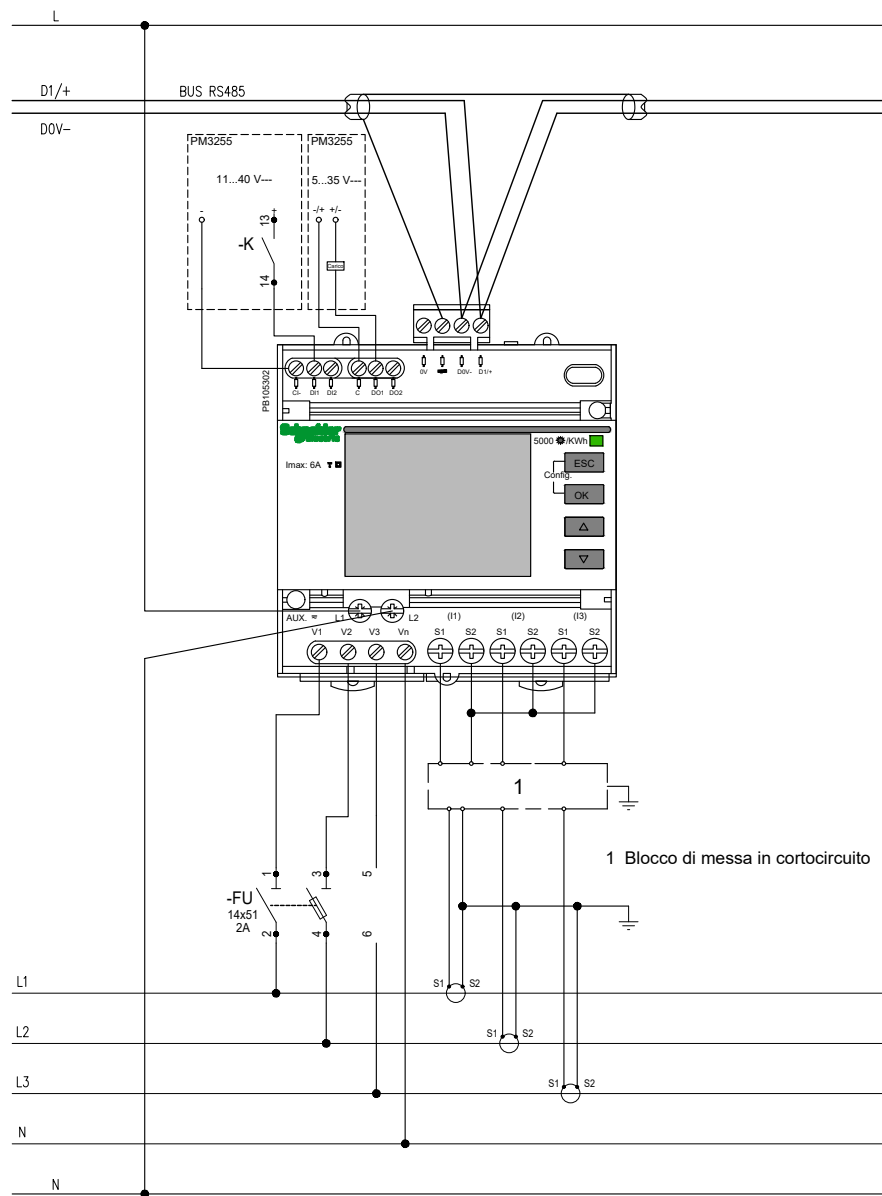 L
D1/+ BUS RS485
D0V-
PM3255 PM3255
11...40 V--- 5...35 V---
- + -/+ +/-
13
-K
Carico
14
0V D0V- D1/+
CI- DI1 DI2 C DO1 DO2
PB105302
Schneider
Electric
5000 /KWh
Imax: 6A
ESC
Config.
OK
AUX. L1 L2 (I1) (I2) (I3)
V1 V2 V3 Vn S1 S2 S1 S2 S1 S2
1
1 Blocco di messa in cortocircuito
1 3 5
-FU
14x51
2A
2 4 6
L1 S1 S2
L2 S1 S2
L3 S1 S2
N
N